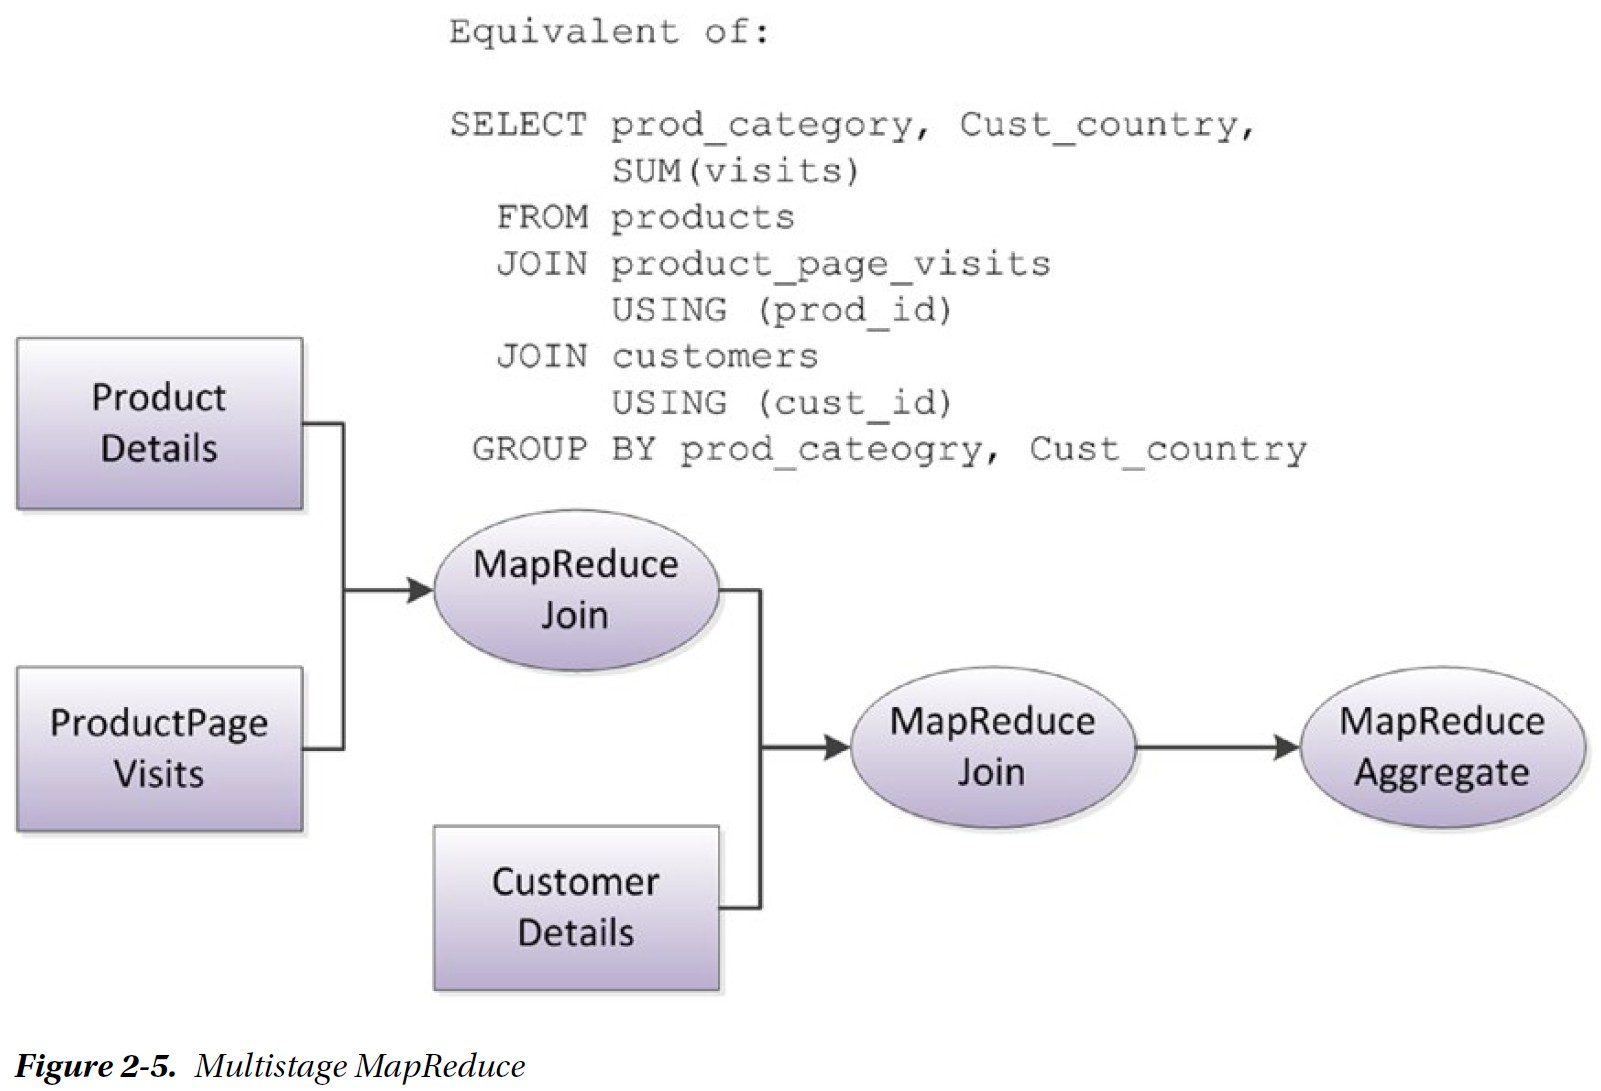 Equivalent of:
SELECT prod_category, Cust_country,
SUM(visits)
FROM products
JOIN product_page_visits
USING (prod_id)
JOIN customers
USING (cust_id)
GROUP BY prod_cateogry, Cust_country
Product
Details
ProductPage
Visits
MapReduce
Join
Customer
Details
MapReduce
Join
MapReduce
Aggregate
Figure 2-5. Multistage MapReduce